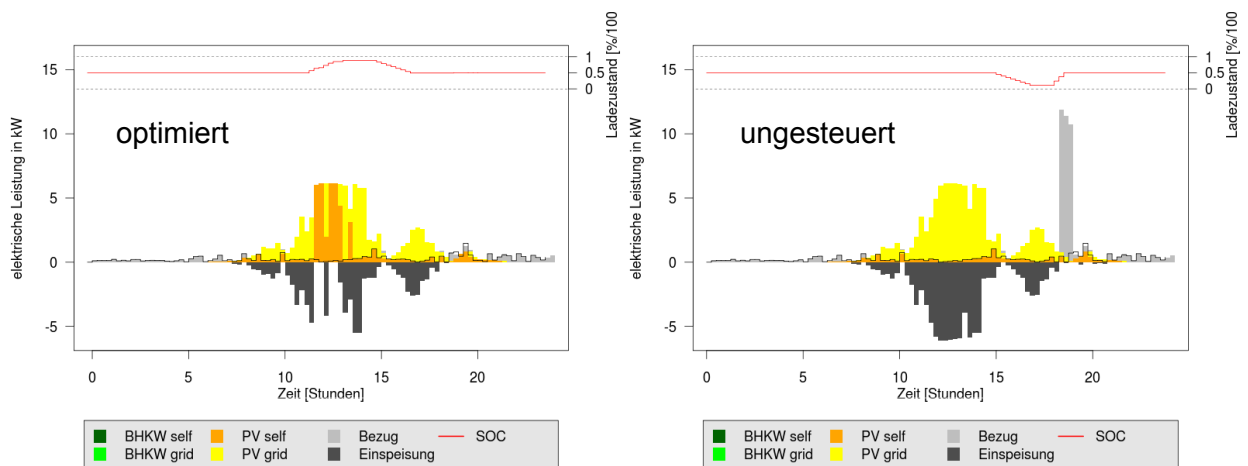 optimiert
elektrische Leistung in kW
15
10
5
0
-5
0
5
10
15
20
Zeit [Stunden]
1
0.5
0
Ladezustand [%/100
BHKW self
PV self
Bezug
SOC
BHKW grid
PV grid
Einspeisung
ungesteuert
elektrische Leistung in kW
15
10
5
0
-5
0
5
10
15
20
Zeit [Stunden]
1
0.5
0
Ladezustand [%/100
BHKW self
PV self
Bezug
SOC
BHKW grid
PV grid
Einspeisung